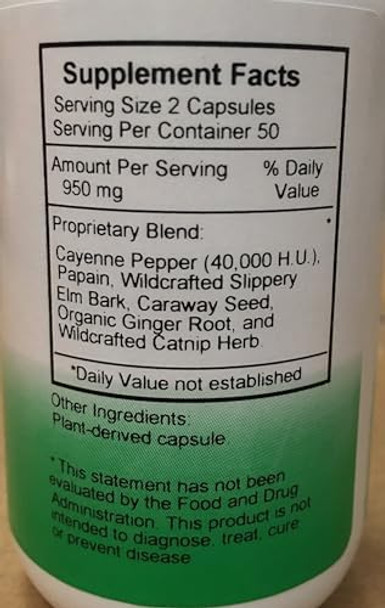 Supplement Facts
Serving Size 2 Capsules
Serving Per Container 50
Amount Per Serving % Daily
950 mg Value
Proprietary Blend: *
Cayenne Pepper (40,000 H.U.),
Papain, Wildcrafted Slippery
Elm Bark, Caraway Seed,
Organic Ginger Root, and
Wildcrafted Catnip Herb.
*Daily Value not established
Other Ingredients:
Plant-derived capsule.
*This statement has not been
evaluated by the Food and Drug
Administration. This product is not
intended to diagnose, treat, cure
or prevent disease